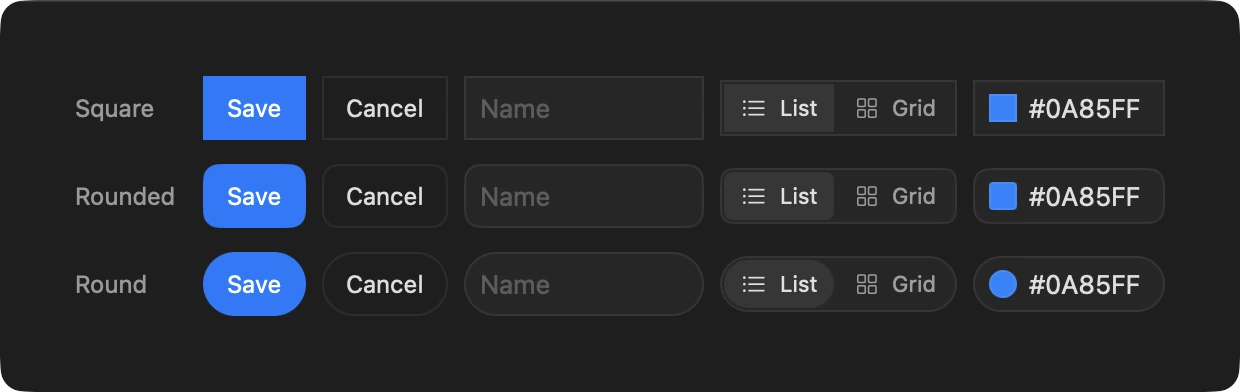 Square Save Cancel Name List Grid #0A85FF
Rounded Save Cancel Name List Grid #0A85FF
Round Save Cancel Name List Grid #0A85FF